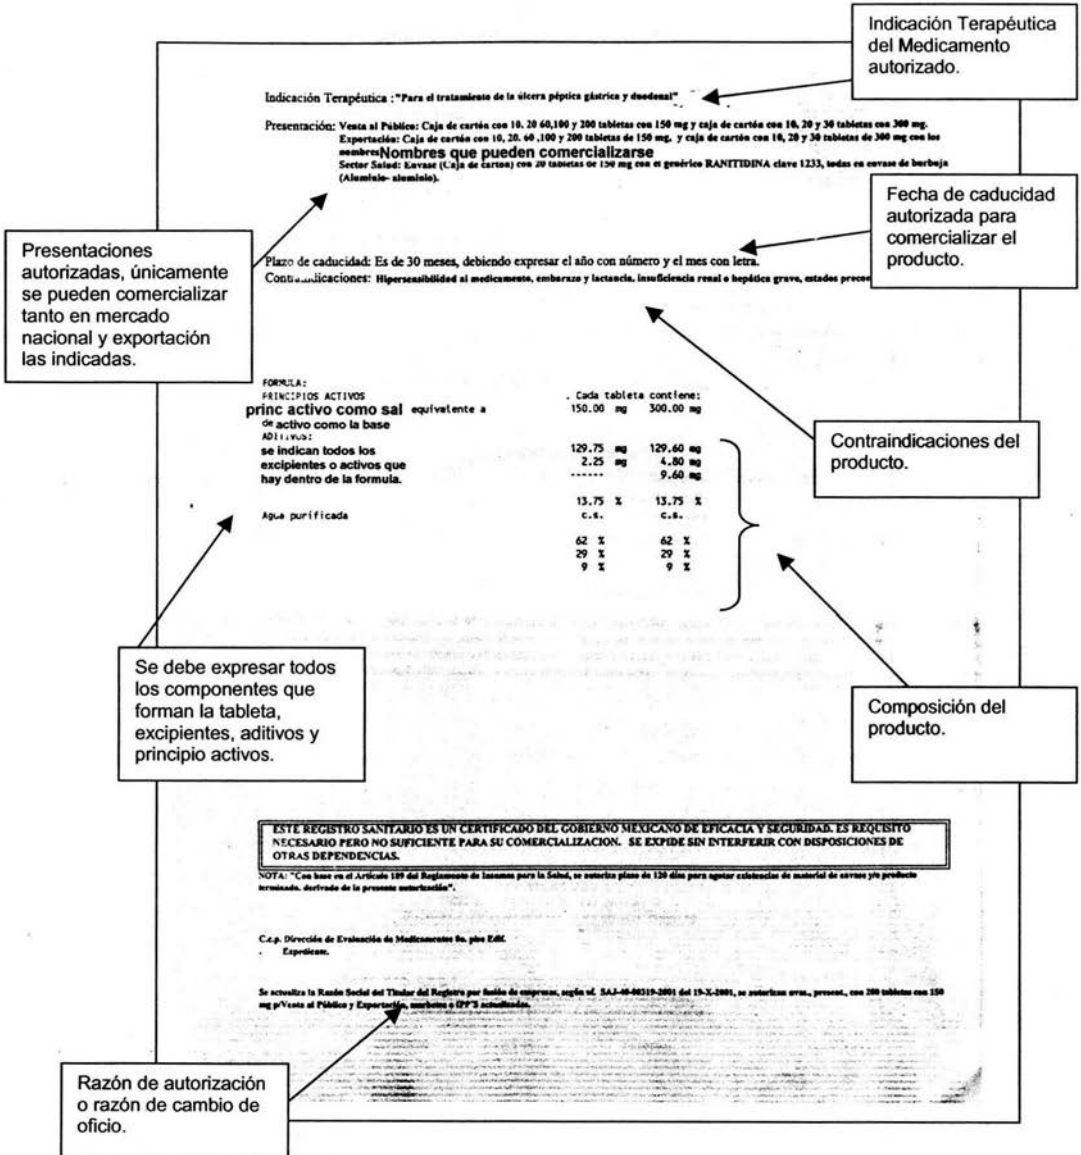 Indicación Terapéutica
del Medicamento
autorizado.
Indicación Terapéutica : "Para el tratamiento de la úlcera péptica gástrica y duodenal"
Presentación: Venta al Público: Caja de cartón con 10. 20 60,100 y 200 tabletas con 150 mg y caja de cartón con 10, 20 y 30 tabletas con 300 mg.
Exportación: Caja de cartón con 10, 20. 60 ,100 y 200 tabletas de 150 mg, y caja de cartón con 10, 20 y 30 tabletas de 300 mg con los
nombres Nombres que pueden comercializarse
Sector Salud: Envase (Caja de cartón) con 20 tabletas de 150 mg con el genérico RANITIDINA clave 1233, todas en envase de burbuja
(Aluminio- aluminio).
Fecha de caducidad
autorizada para
comercializar el
producto.
Presentaciones
autorizadas, únicamente
se pueden comercializar
tanto en mercado
nacional y exportación
las indicadas.
Plazo de caducidad: Es de 30 meses, debiendo expresar el año con número y el mes con letra.
Contraindicaciones: Hipersensibilidad al medicamento, embarazo y lactancia, insuficiencia renal o hepática grave, estados
FORMULA:
PRINCIPIOS ACTIVOS . Cada tableta contiene:
princ activo como sal equivalente a 150.00 mg 300.00 mg
de activo como la base
ADITIVOS:
se indican todos los 129.75 mg 129.60 mg
excipientes o activos que 2.25 mg 4.80 mg
hay dentro de la formula. ------ 9.60 mg
13.75 % 13.75 %
Agua purificada c.s. c.s.
62 % 62 %
29 % 29 %
9 % 9 %
Contraindicaciones del
producto.
Se debe expresar todos
los componentes que
forman la tableta,
excipientes, aditivos y
principio activos.
Composición del
producto.
ESTE REGISTRO SANITARIO ES UN CERTIFICADO DEL GOBIERNO MEXICANO DE EFICACIA Y SEGURIDAD. ES REQUISITO
NECESARIO PERO NO SUFICIENTE PARA SU COMERCIALIZACION. SE EXPIDE SIN INTERFERIR CON DISPOSICIONES DE
OTRAS DEPENDENCIAS.
NOTA: "Con base en el Artículo 189 del Reglamento de Insumos para la Salud, se autoriza plazo de 120 días para agotar existencias de material de envase y/o producto
terminado, derivado de la presente autorización".
C.c.p. Dirección de Evaluación de Medicamentos 8o. piso Edif.
. Expediente.
Se actualiza la Razón Social del Titular del Registro por fusión de empresas, según of. SAJ-40-00319-2001 del 19-X-2001, se autorizan present., con 200 tabletas con 150
mg p/Venta al Público y Exportación, marbetes e IPP'S actualizadas.
Razón de autorización
o razón de cambio de
oficio.